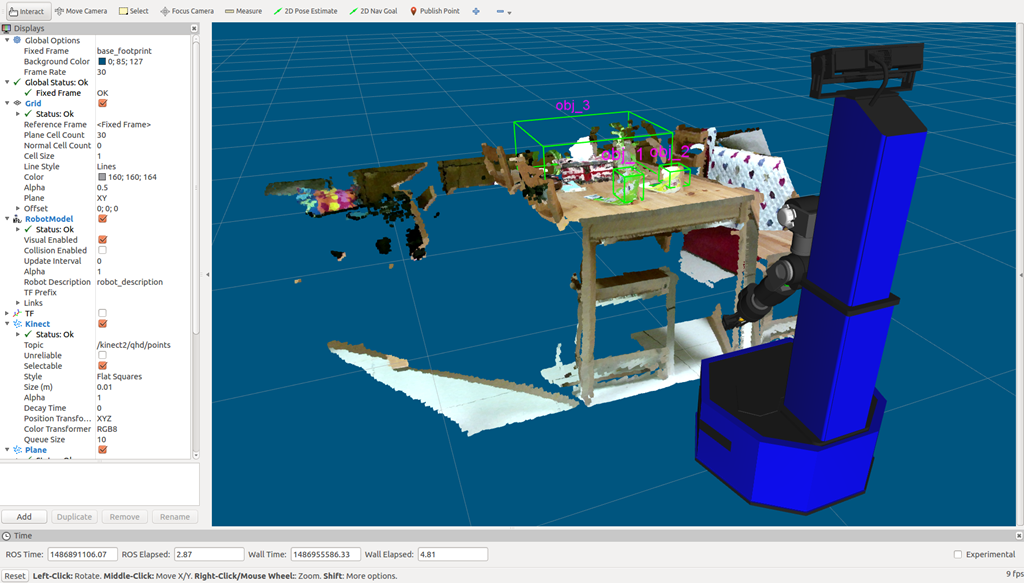 Interact Move Camera Select Focus Camera Measure 2D Pose Estimate 2D Nav Goal Publish Point
Displays
Global Options
Fixed Frame base_footprint
Background Color 0; 85; 127
Frame Rate 30
Global Status: Ok
Fixed Frame OK
Grid
Status: Ok
Reference Frame <Fixed Frame>
Plane Cell Count 30
Normal Cell Count 0
Cell Size 1
Line Style Lines
Color 160; 160; 164
Alpha 0.5
Plane XY
Offset 0; 0; 0
RobotModel
Status: Ok
Visual Enabled
Collision Enabled
Update Interval 0
Alpha 1
Robot Description robot_description
TF Prefix
Links
TF
Kinect
Status: Ok
Topic /kinect2/qhd/points
Unreliable
Selectable
Style Flat Squares
Size (m) 0.01
Alpha 1
Decay Time 0
Position Transfo... XYZ
Color Transformer RGB8
Queue Size 10
Plane
Add Duplicate Remove Rename
obj_3
obj_1 obj_2
Time
ROS Time: 1486891106.07 ROS Elapsed: 2.87 Wall Time: 1486955586.33 Wall Elapsed: 4.81 Experimental
Reset Left-Click: Rotate. Middle-Click: Move X/Y. Right-Click/Mouse Wheel:: Zoom. Shift: More options. 9 fps